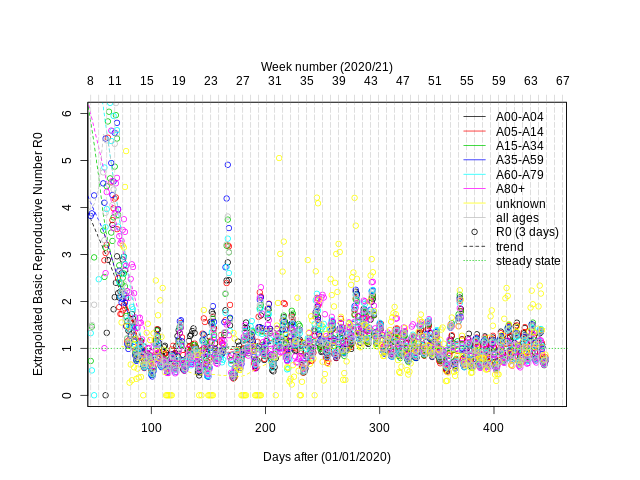 Week number (2020/21)
8 11 15 19 23 26 31 35 39 43 47 51 55 59 63 67
Extrapolated Basic Reproductive Number R0
6
5
4
3
2
1
0
A00-A04
A05-A14
A15-A34
A35-A59
A60-A79
A80+
unknown
all ages
R0 (3 days)
trend
steady state
100 200 300 400
Days after (01/01/2020)